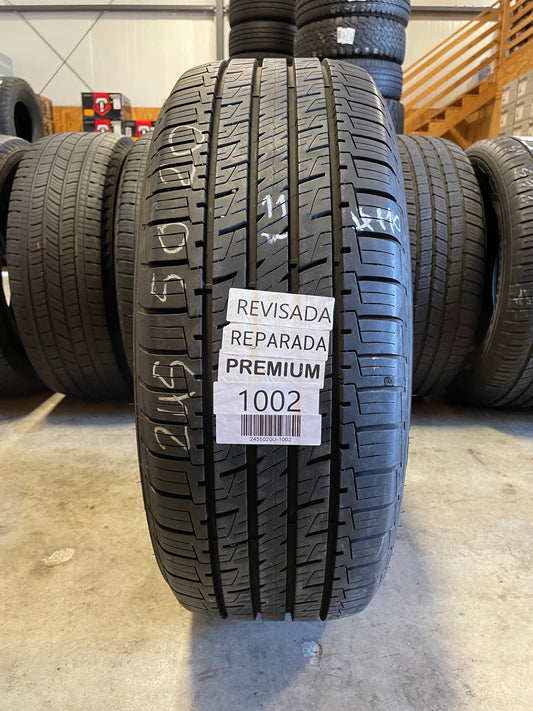 245 50 20
11
REVISADA
REPARADA
PREMIUM
1002
2455020U-1002